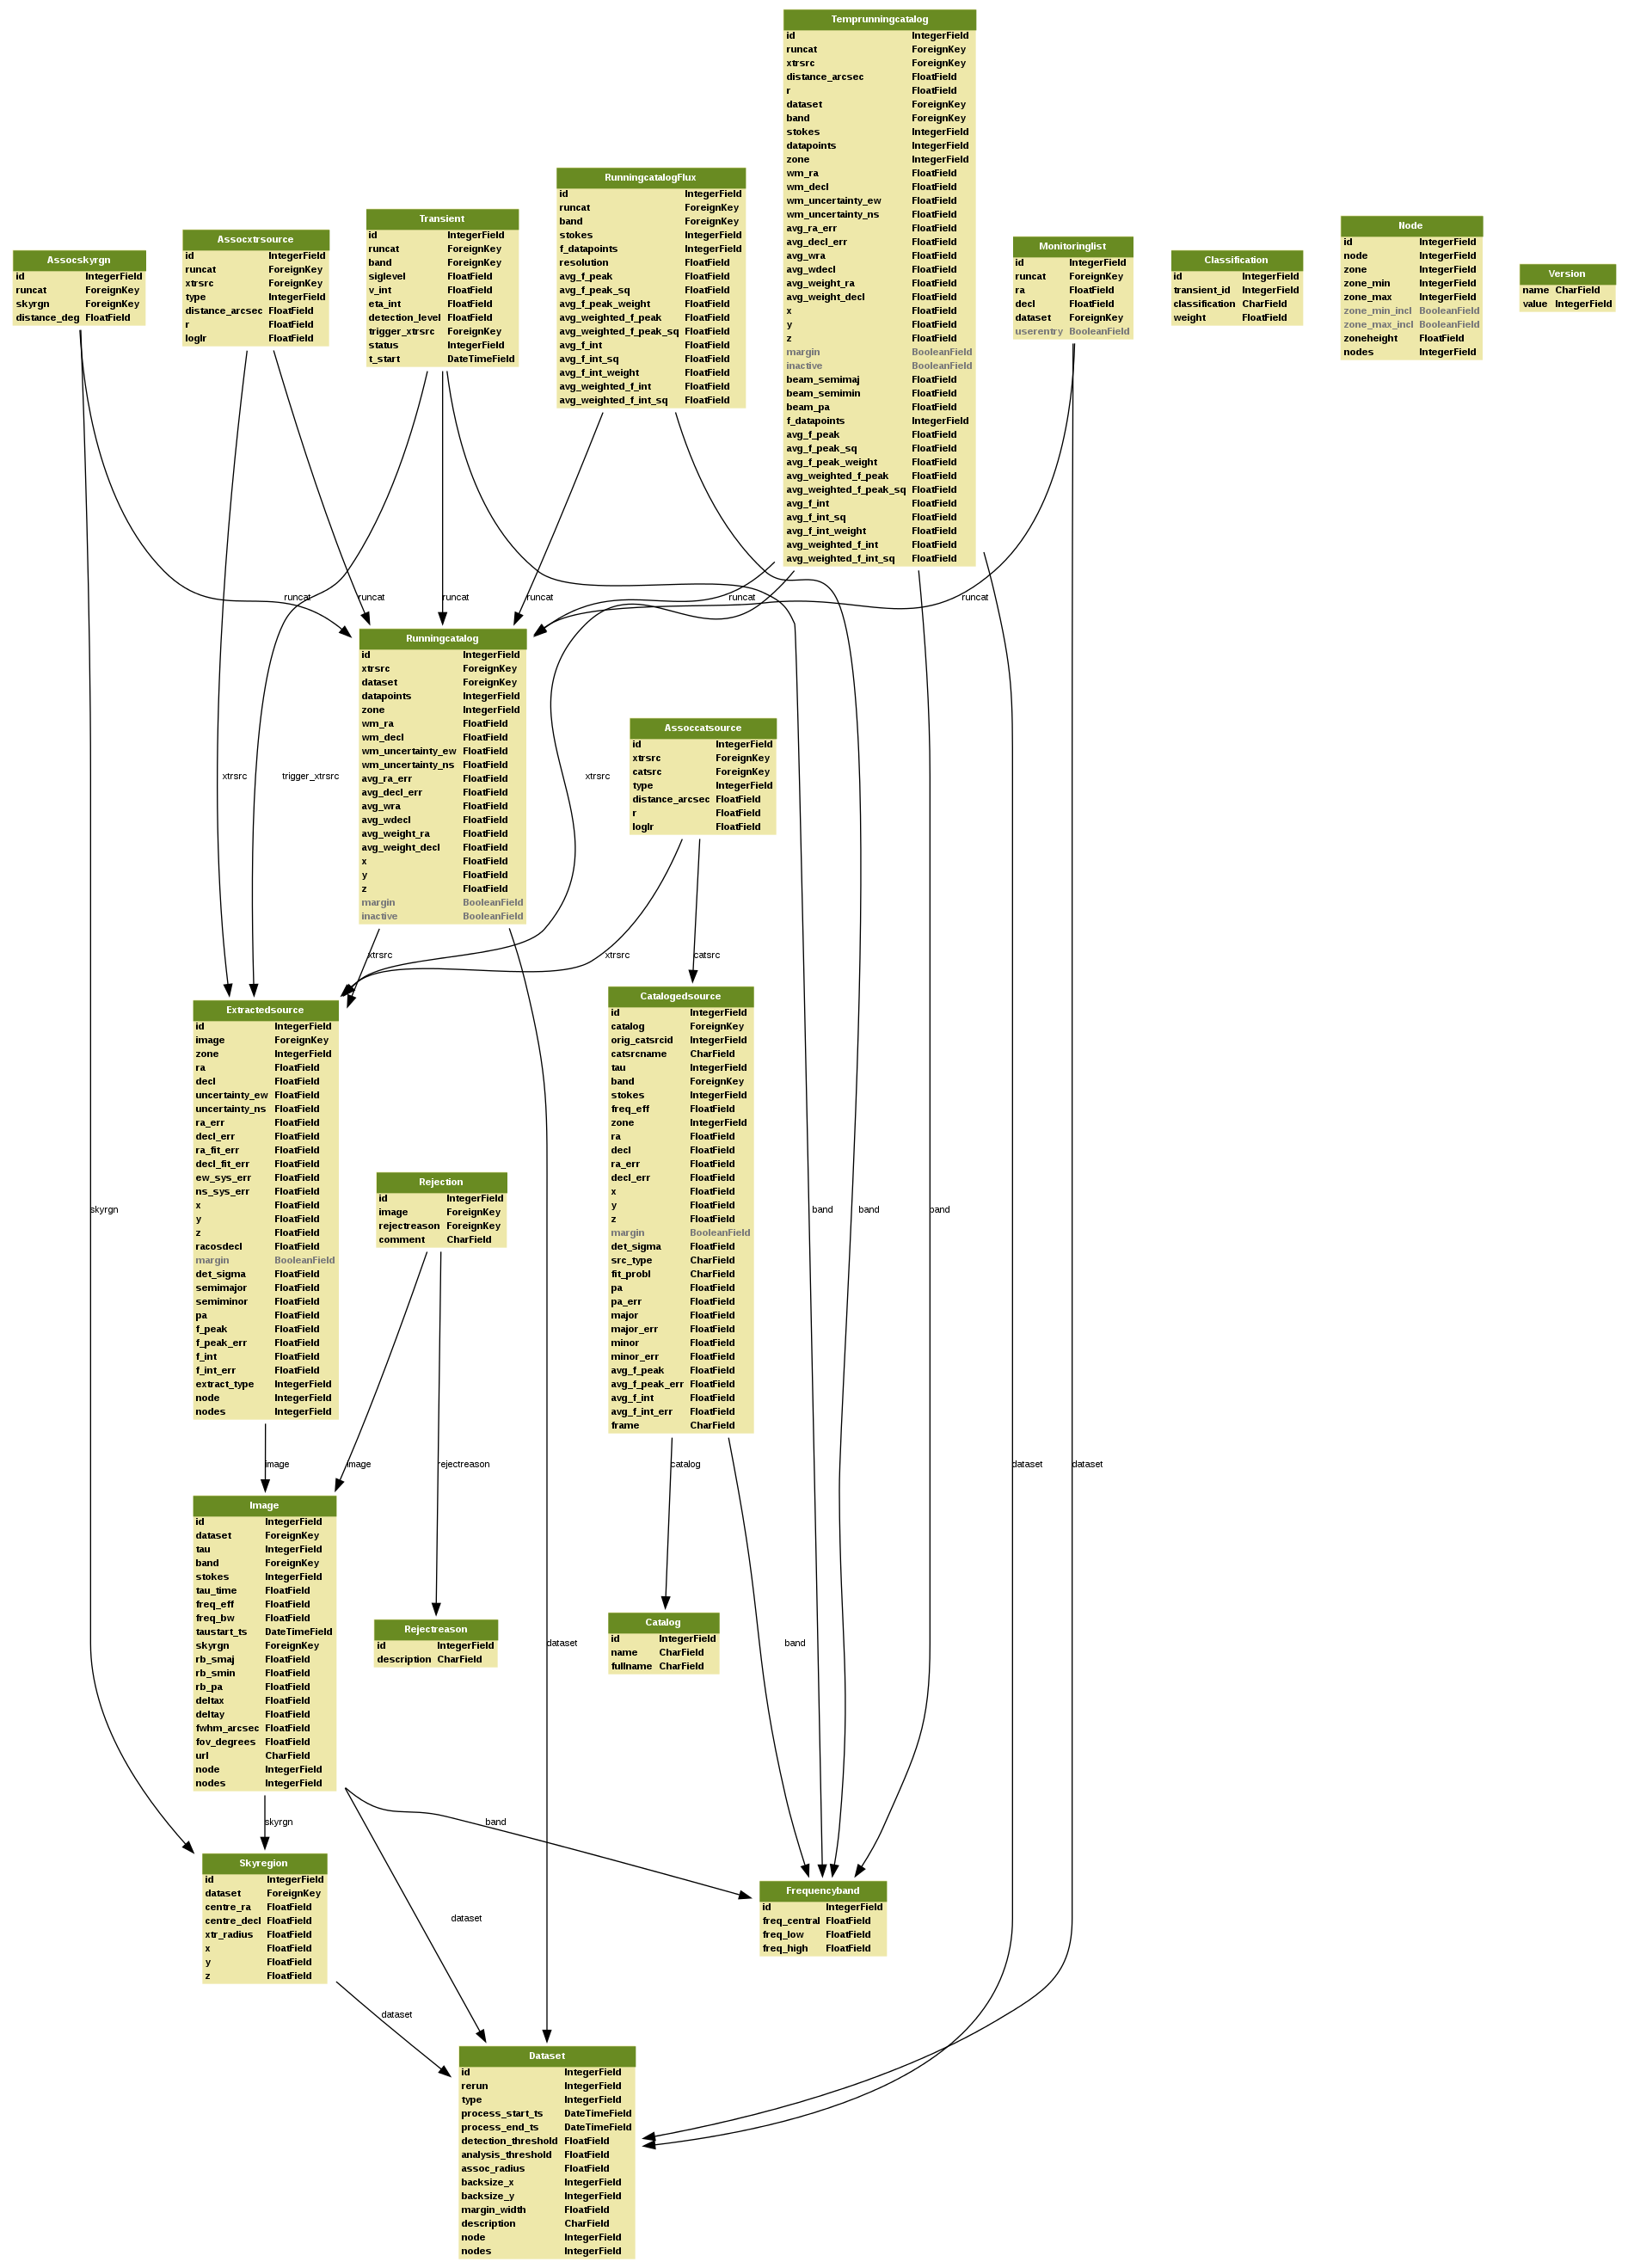 Temprunningcatalog
id IntegerField
runcat ForeignKey
xtrsrc ForeignKey
distance_arcsec FloatField
r FloatField
dataset ForeignKey
band ForeignKey
stokes IntegerField
datapoints IntegerField
zone IntegerField
wm_ra FloatField
wm_decl FloatField
wm_uncertainty_ew FloatField
wm_uncertainty_ns FloatField
avg_ra_err FloatField
avg_decl_err FloatField
avg_wra FloatField
avg_wdecl FloatField
avg_weight_ra FloatField
avg_weight_decl FloatField
x FloatField
y FloatField
z FloatField
margin BooleanField
inactive BooleanField
beam_semimaj FloatField
beam_semimin FloatField
beam_pa FloatField
f_datapoints IntegerField
avg_f_peak FloatField
avg_f_peak_sq FloatField
avg_f_peak_weight FloatField
avg_weighted_f_peak FloatField
avg_weighted_f_peak_sq FloatField
avg_f_int FloatField
avg_f_int_sq FloatField
avg_f_int_weight FloatField
avg_weighted_f_int FloatField
avg_weighted_f_int_sq FloatField
RunningcatalogFlux
id IntegerField
runcat ForeignKey
band ForeignKey
stokes IntegerField
f_datapoints IntegerField
resolution FloatField
avg_f_peak FloatField
avg_f_peak_sq FloatField
avg_f_peak_weight FloatField
avg_weighted_f_peak FloatField
avg_weighted_f_peak_sq FloatField
avg_f_int FloatField
avg_f_int_sq FloatField
avg_f_int_weight FloatField
avg_weighted_f_int FloatField
avg_weighted_f_int_sq FloatField
Transient
id IntegerField
runcat ForeignKey
band ForeignKey
siglevel FloatField
v_int FloatField
eta_int FloatField
detection_level FloatField
trigger_xtrsrc ForeignKey
status IntegerField
t_start DateTimeField
Assocxtrsource
id IntegerField
runcat ForeignKey
xtrsrc ForeignKey
type IntegerField
distance_arcsec FloatField
r FloatField
loglr FloatField
Assocskyrgn
id IntegerField
runcat ForeignKey
skyrgn ForeignKey
distance_deg FloatField
Monitoringlist
id IntegerField
runcat ForeignKey
ra FloatField
decl FloatField
dataset ForeignKey
userentry BooleanField
Classification
id IntegerField
transient_id IntegerField
classification CharField
weight FloatField
Node
id IntegerField
node IntegerField
zone IntegerField
zone_min IntegerField
zone_max IntegerField
zone_min_incl BooleanField
zone_max_incl BooleanField
zoneheight FloatField
nodes IntegerField
Version
name CharField
value IntegerField
runcat
runcat
runcat
runcat
runcat
runcat
Runningcatalog
id IntegerField
xtrsrc ForeignKey
dataset ForeignKey
datapoints IntegerField
zone IntegerField
wm_ra FloatField
wm_decl FloatField
wm_uncertainty_ew FloatField
wm_uncertainty_ns FloatField
avg_ra_err FloatField
avg_decl_err FloatField
avg_wra FloatField
avg_wdecl FloatField
avg_weight_ra FloatField
avg_weight_decl FloatField
x FloatField
y FloatField
z FloatField
margin BooleanField
inactive BooleanField
Assoccatsource
id IntegerField
xtrsrc ForeignKey
catsrc ForeignKey
type IntegerField
distance_arcsec FloatField
r FloatField
loglr FloatField
xtrsrc
trigger_xtrsrc
xtrsrc
xtrsrc
xtrsrc
catsrc
Extractedsource
id IntegerField
image ForeignKey
zone IntegerField
ra FloatField
decl FloatField
uncertainty_ew FloatField
uncertainty_ns FloatField
ra_err FloatField
decl_err FloatField
ra_fit_err FloatField
decl_fit_err FloatField
ew_sys_err FloatField
ns_sys_err FloatField
x FloatField
y FloatField
z FloatField
racosdecl FloatField
margin BooleanField
det_sigma FloatField
semimajor FloatField
semiminor FloatField
pa FloatField
f_peak FloatField
f_peak_err FloatField
f_int FloatField
f_int_err FloatField
extract_type IntegerField
node IntegerField
nodes IntegerField
Catalogedsource
id IntegerField
catalog ForeignKey
orig_catsrcid IntegerField
catsrcname CharField
tau IntegerField
band ForeignKey
stokes IntegerField
freq_eff FloatField
zone IntegerField
ra FloatField
decl FloatField
ra_err FloatField
decl_err FloatField
x FloatField
y FloatField
z FloatField
margin BooleanField
det_sigma FloatField
src_type CharField
fit_probl CharField
pa FloatField
pa_err FloatField
major FloatField
major_err FloatField
minor FloatField
minor_err FloatField
avg_f_peak FloatField
avg_f_peak_err FloatField
avg_f_int FloatField
avg_f_int_err FloatField
frame CharField
Rejection
id IntegerField
image ForeignKey
rejectreason ForeignKey
comment CharField
skyrgn
band
band
band
image
image
rejectreason
catalog
dataset
dataset
Image
id IntegerField
dataset ForeignKey
tau IntegerField
band ForeignKey
stokes IntegerField
tau_time FloatField
freq_eff FloatField
freq_bw FloatField
taustart_ts DateTimeField
skyrgn ForeignKey
rb_smaj FloatField
rb_smin FloatField
rb_pa FloatField
deltax FloatField
deltay FloatField
fwhm_arcsec FloatField
fov_degrees FloatField
url CharField
node IntegerField
nodes IntegerField
Rejectreason
id IntegerField
description CharField
dataset
Catalog
id IntegerField
name CharField
fullname CharField
band
skyrgn
band
dataset
Skyregion
id IntegerField
dataset ForeignKey
centre_ra FloatField
centre_decl FloatField
xtr_radius FloatField
x FloatField
y FloatField
z FloatField
Frequencyband
id IntegerField
freq_central FloatField
freq_low FloatField
freq_high FloatField
dataset
Dataset
id IntegerField
rerun IntegerField
type IntegerField
process_start_ts DateTimeField
process_end_ts DateTimeField
detection_threshold FloatField
analysis_threshold FloatField
assoc_radius FloatField
backsize_x IntegerField
backsize_y IntegerField
margin_width FloatField
description CharField
node IntegerField
nodes IntegerField